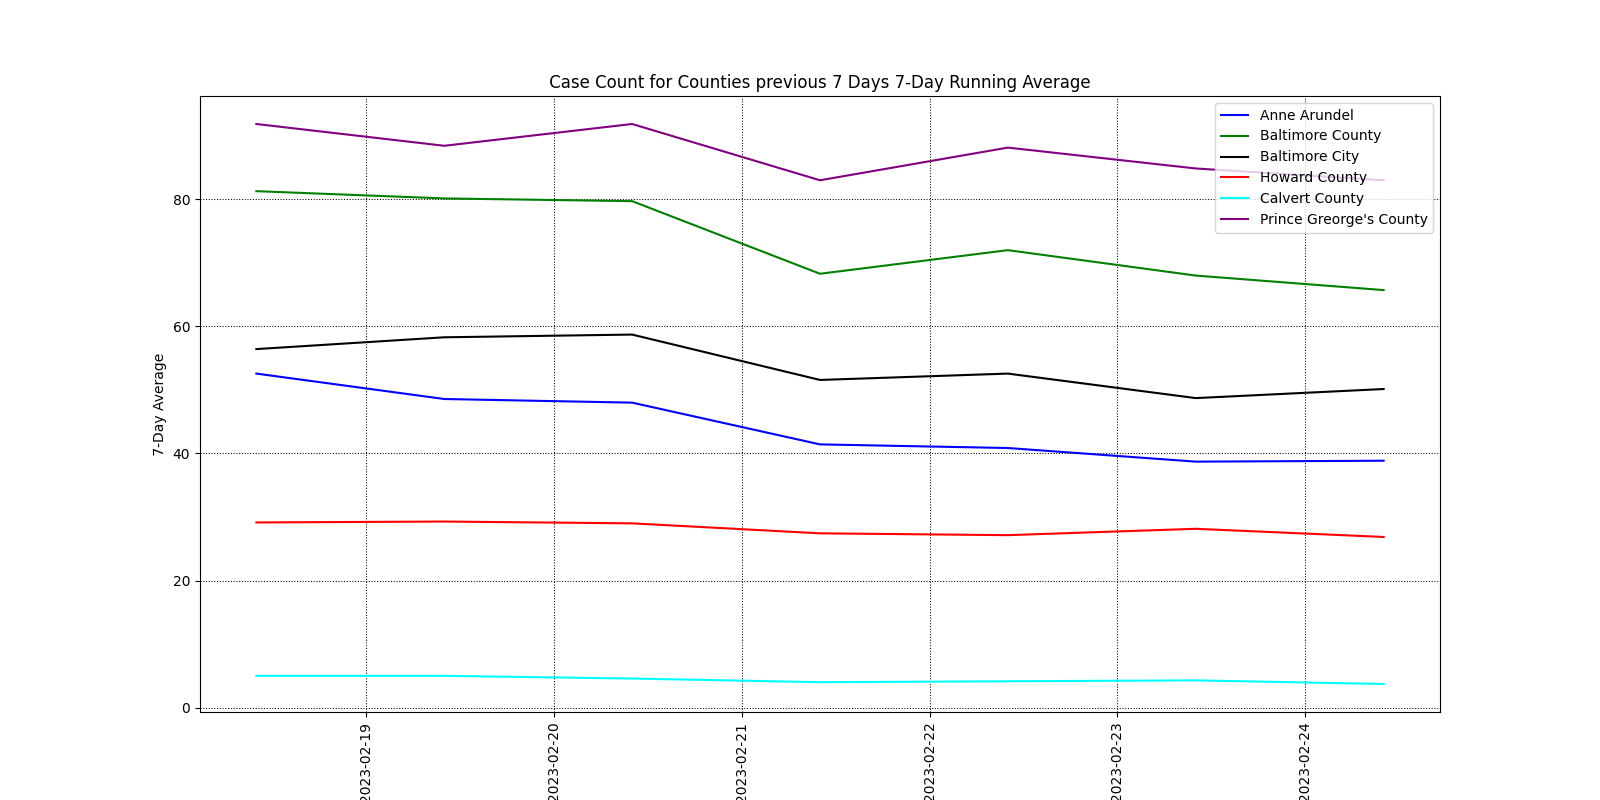 Case Count for Counties previous 7 Days 7-Day Running Average
Anne Arundel
Baltimore County
Baltimore City
Howard County
Calvert County
Prince Greorge's County
7-Day Average
80
60
40
20
0
2023-02-19
2023-02-20
2023-02-21
2023-02-22
2023-02-23
2023-02-24